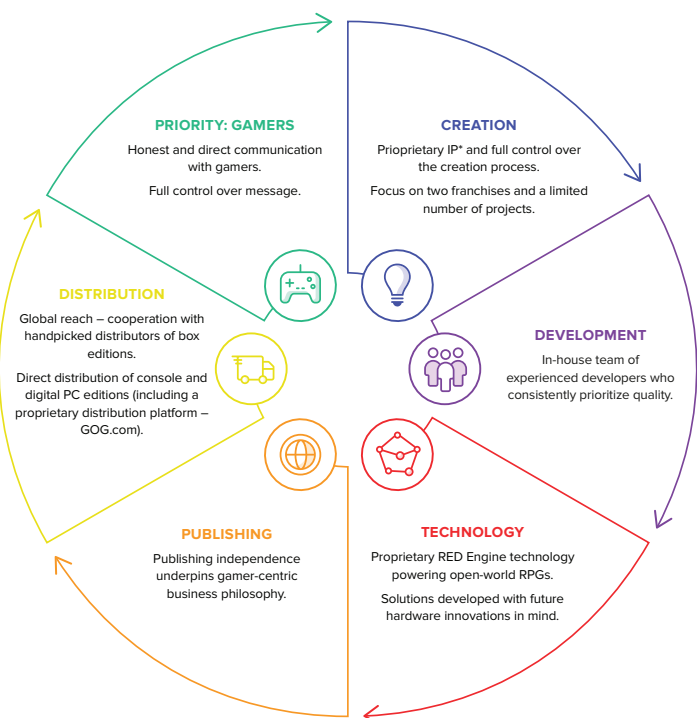 PRIORITY: GAMERS
Honest and direct communication
with gamers.
Full control over message.
CREATION
Prioprietary IP* and full control over
the creation process.
Focus on two franchises and a limited
number of projects.
DISTRIBUTION
Global reach – cooperation with
handpicked distributors of box
editions.
Direct distribution of console and
digital PC editions (including a
proprietary distribution platform –
GOG.com).
DEVELOPMENT
In-house team of
experienced developers who
consistently prioritize quality.
PUBLISHING
Publishing independence
underpins gamer-centric
business philosophy.
TECHNOLOGY
Proprietary RED Engine technology
powering open-world RPGs.
Solutions developed with future
hardware innovations in mind.